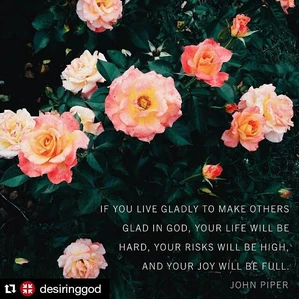 IF YOU LIVE GLADLY TO MAKE OTHERS
GLAD IN GOD, YOUR LIFE WILL BE
HARD, YOUR RISKS WILL BE HIGH,
AND YOUR JOY WILL BE FULL.
JOHN PIPER
desiringgod